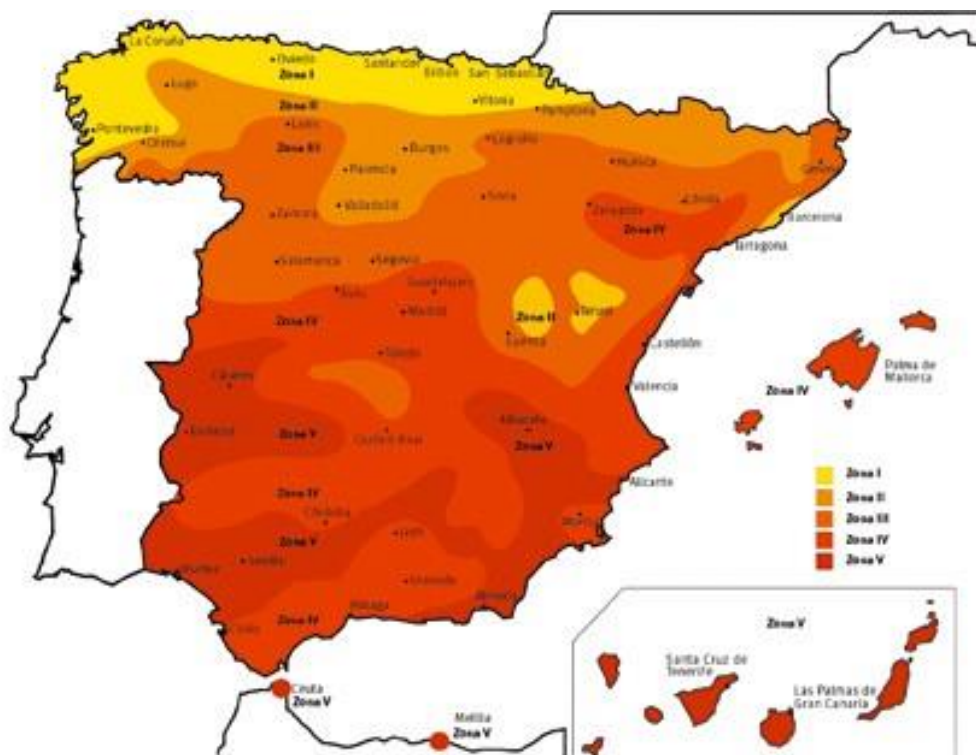 La Coruña
Oviedo
Santander
Bilbao
San Sebastián
Zona I
Lugo
Vitoria
Zona II
Pamplona
León
Pontevedra
Logroño
Orense
Zona III
Burgos
Huesca
Palencia
Gerona
Soria
Lérida
Valladolid
Zaragoza
Zamora
Barcelona
Zona IV
Tarragona
Salamanca
Segovia
Guadalajara
Ávila
Madrid
Teruel
Zona IV
Zona II
Cuenca
Castellón
Toledo
Palma de
Mallorca
Cáceres
Valencia
Zona IV
Albacete
Badajoz
Zona V
Ciudad Real
Zona V
Zona I
Alicante
Zona II
Zona IV
Zona III
Córdoba
Murcia
Jaén
Zona IV
Zona V
Zona V
Sevilla
Huelva
Granada
Almería
Málaga
Zona IV
Zona V
Cádiz
Santa Cruz de
Tenerife
Ceuta
Las Palmas de
Gran Canaria
Zona V
Melilla
Zona V